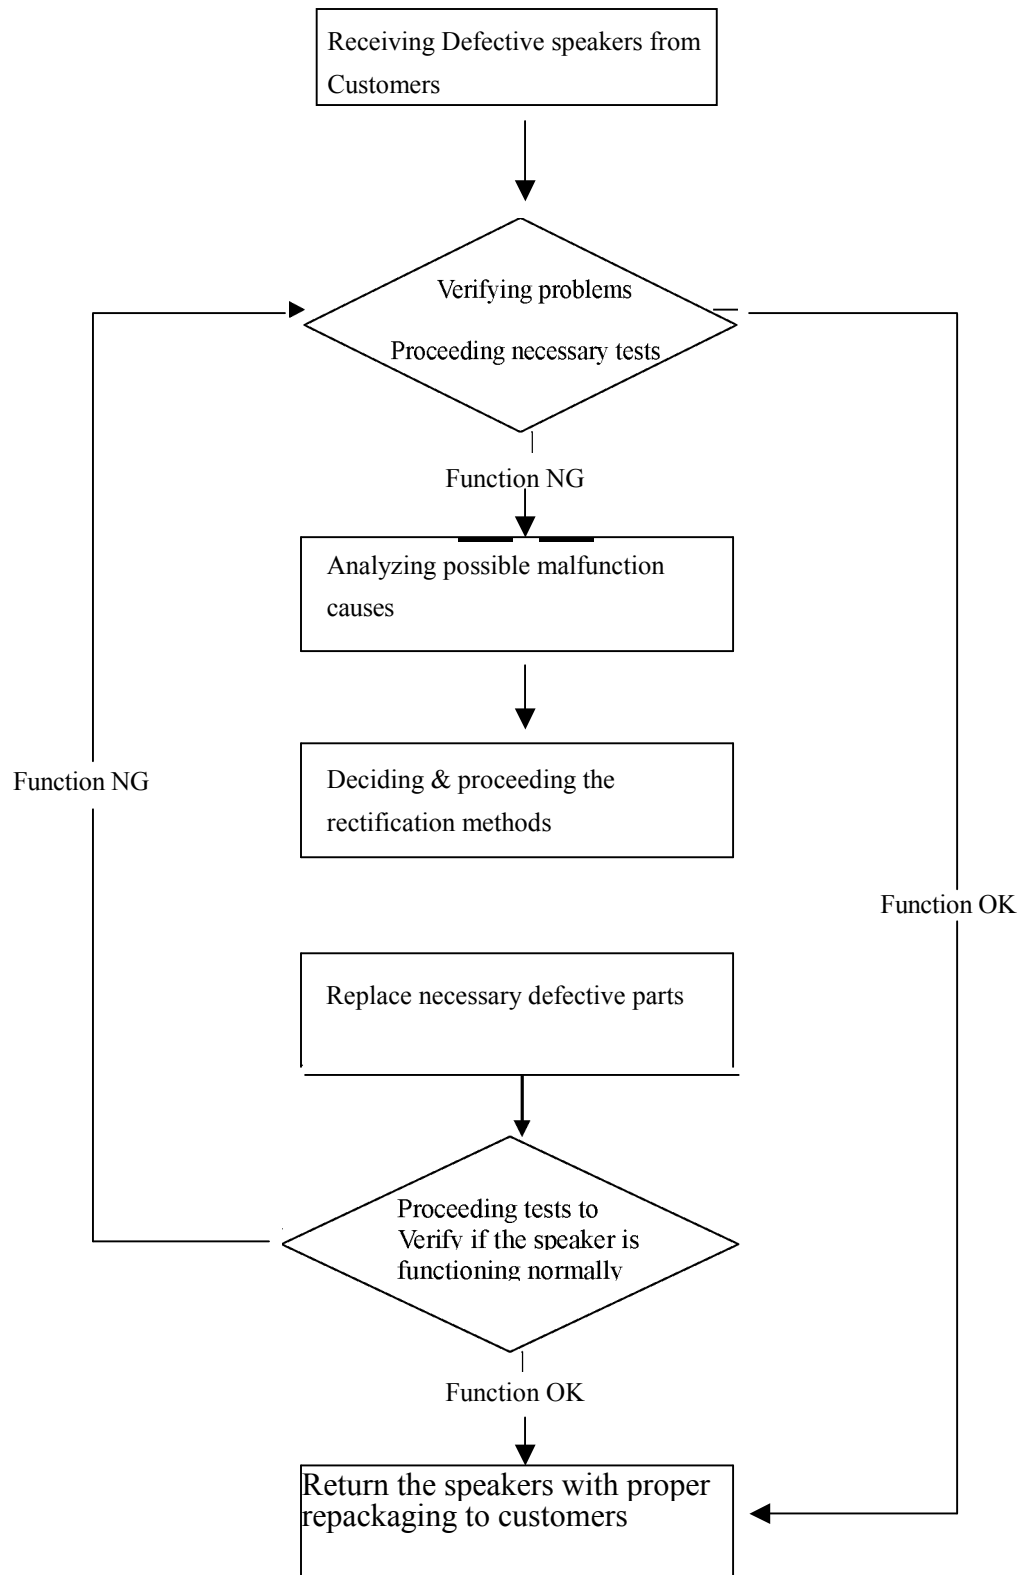 Receiving Defective speakers from
Customers
Verifying problems
Proceeding necessary tests
Function NG
Analyzing possible malfunction
causes
Function NG
Deciding & proceeding the
rectification methods
Function OK
Replace necessary defective parts
Proceeding tests to
Verify if the speaker is
functioning normally
Function OK
Return the speakers with proper
repackaging to customers